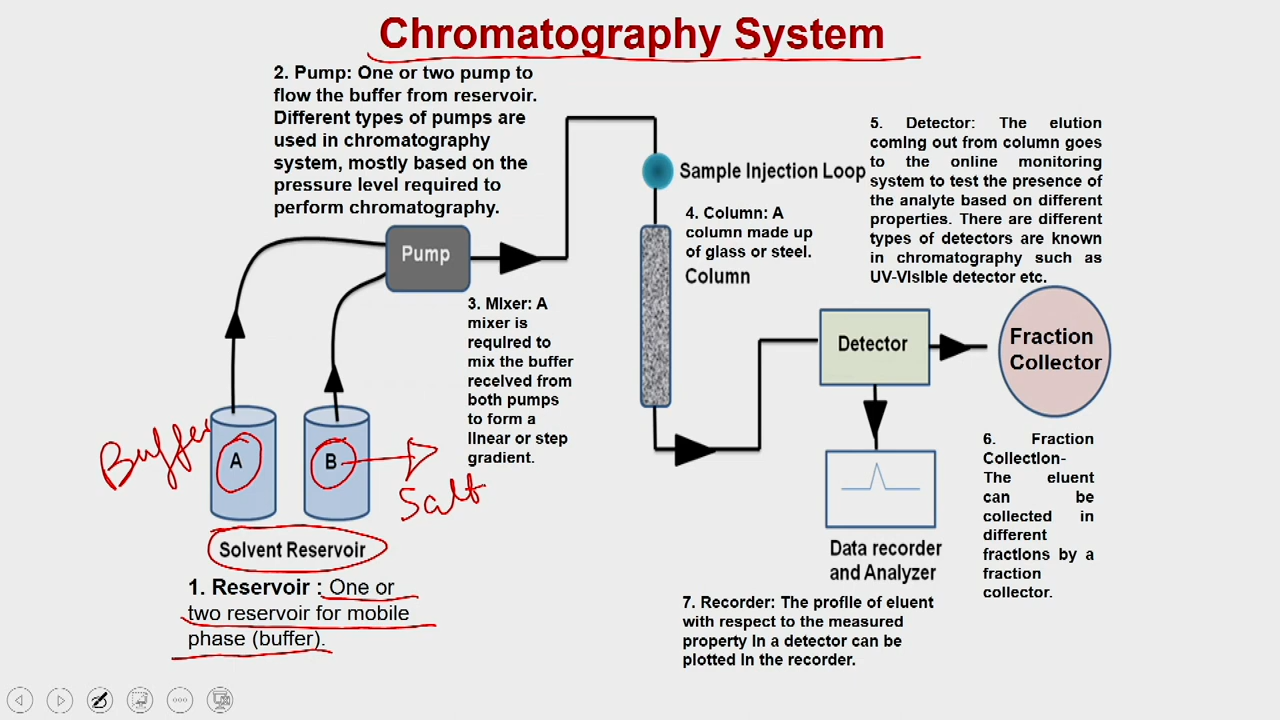 Chromatography System
2. Pump: One or two pump to
flow the buffer from reservoir.
Different types of pumps are
used in chromatography
system, mostly based on the
pressure level required to
perform chromatography.
5. Detector: The elution
coming out from column goes
to the online monitoring
system to test the presence of
the analyte based on different
properties. There are different
types of detectors are known
in chromatography such as
UV-Visible detector etc.
Sample Injection Loop
4. Column: A
column made up
of glass or steel.
Column
Pump
3. Mixer: A
mixer is
required to
mix the buffer
received from
both pumps
to form a
linear or step
gradient.
Detector
Fraction
Collector
Buffer
A
B
Salt
Solvent Reservoir
1. Reservoir : One or
two reservoir for mobile
phase (buffer).
6. Fraction
Collection-
The eluent
can be
collected in
different
fractions by a
fraction
collector.
Data recorder
and Analyzer
7. Recorder: The profile of eluent
with respect to the measured
property in a detector can be
plotted in the recorder.